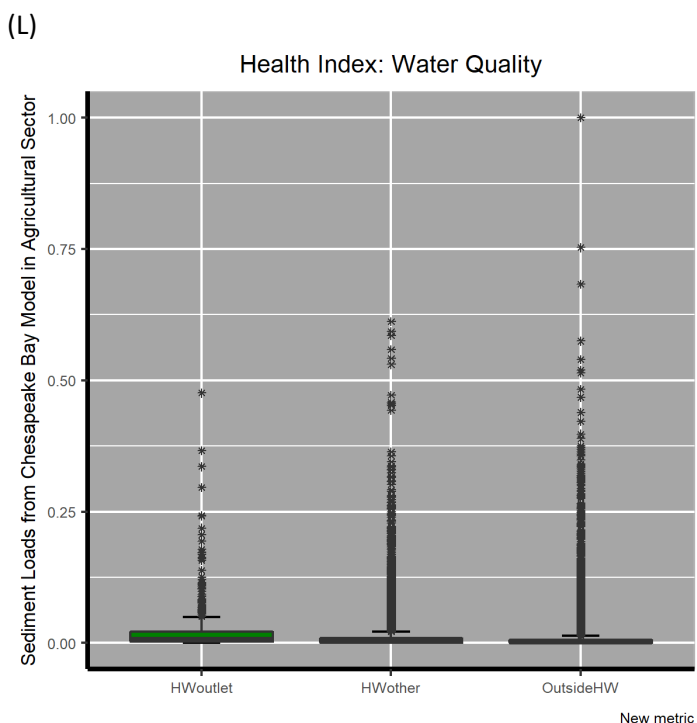 (L)
Health Index: Water Quality
Sediment Loads from Chesapeake Bay Model in Agricultural Sector
1.00
0.75
0.50
0.25
0.00
HWoutlet HWother OutsideHW
New metric